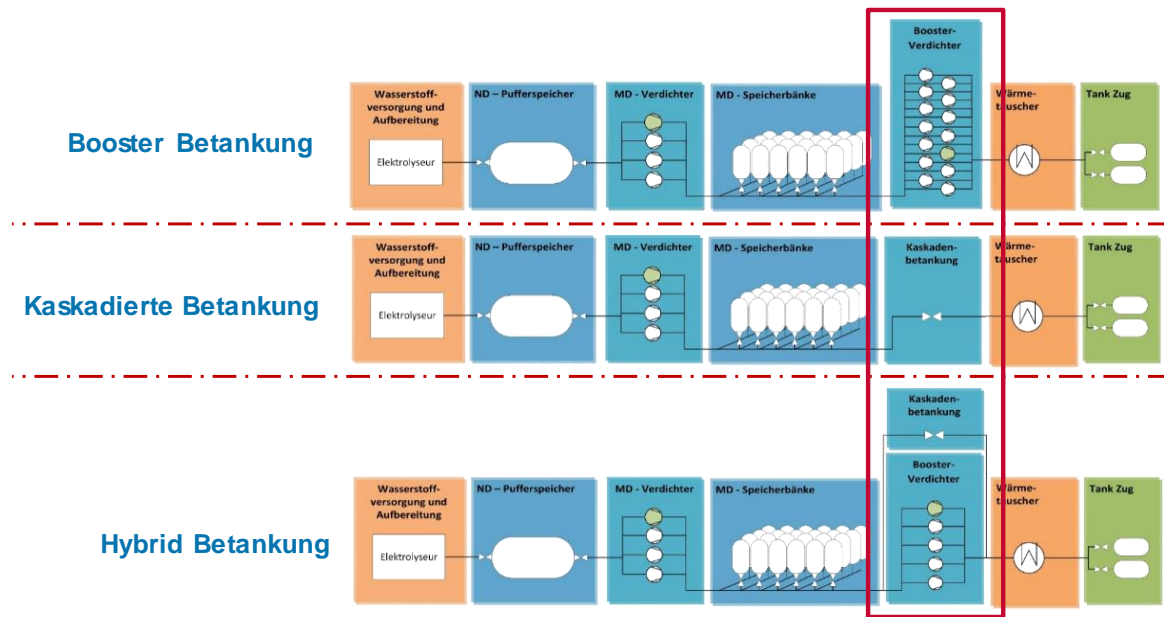 Booster-
Verdichter
Wasserstoff-
versorgung und
Aufbereitung
ND – Pufferspeicher
MD - Verdichter
MD - Speicherbänke
Wärme-
tauscher
Tank Zug
Booster Betankung
Elektrolyseur
Wasserstoff-
versorgung und
Aufbereitung
ND – Pufferspeicher
MD - Verdichter
MD - Speicherbänke
Kaskaden-
betankung
Wärme-
tauscher
Tank Zug
Kaskadierte Betankung
Elektrolyseur
Kaskaden-
betankung
Booster-
Verdichter
Wasserstoff-
versorgung und
Aufbereitung
ND – Pufferspeicher
MD - Verdichter
MD - Speicherbänke
Wärme-
tauscher
Tank Zug
Hybrid Betankung
Elektrolyseur